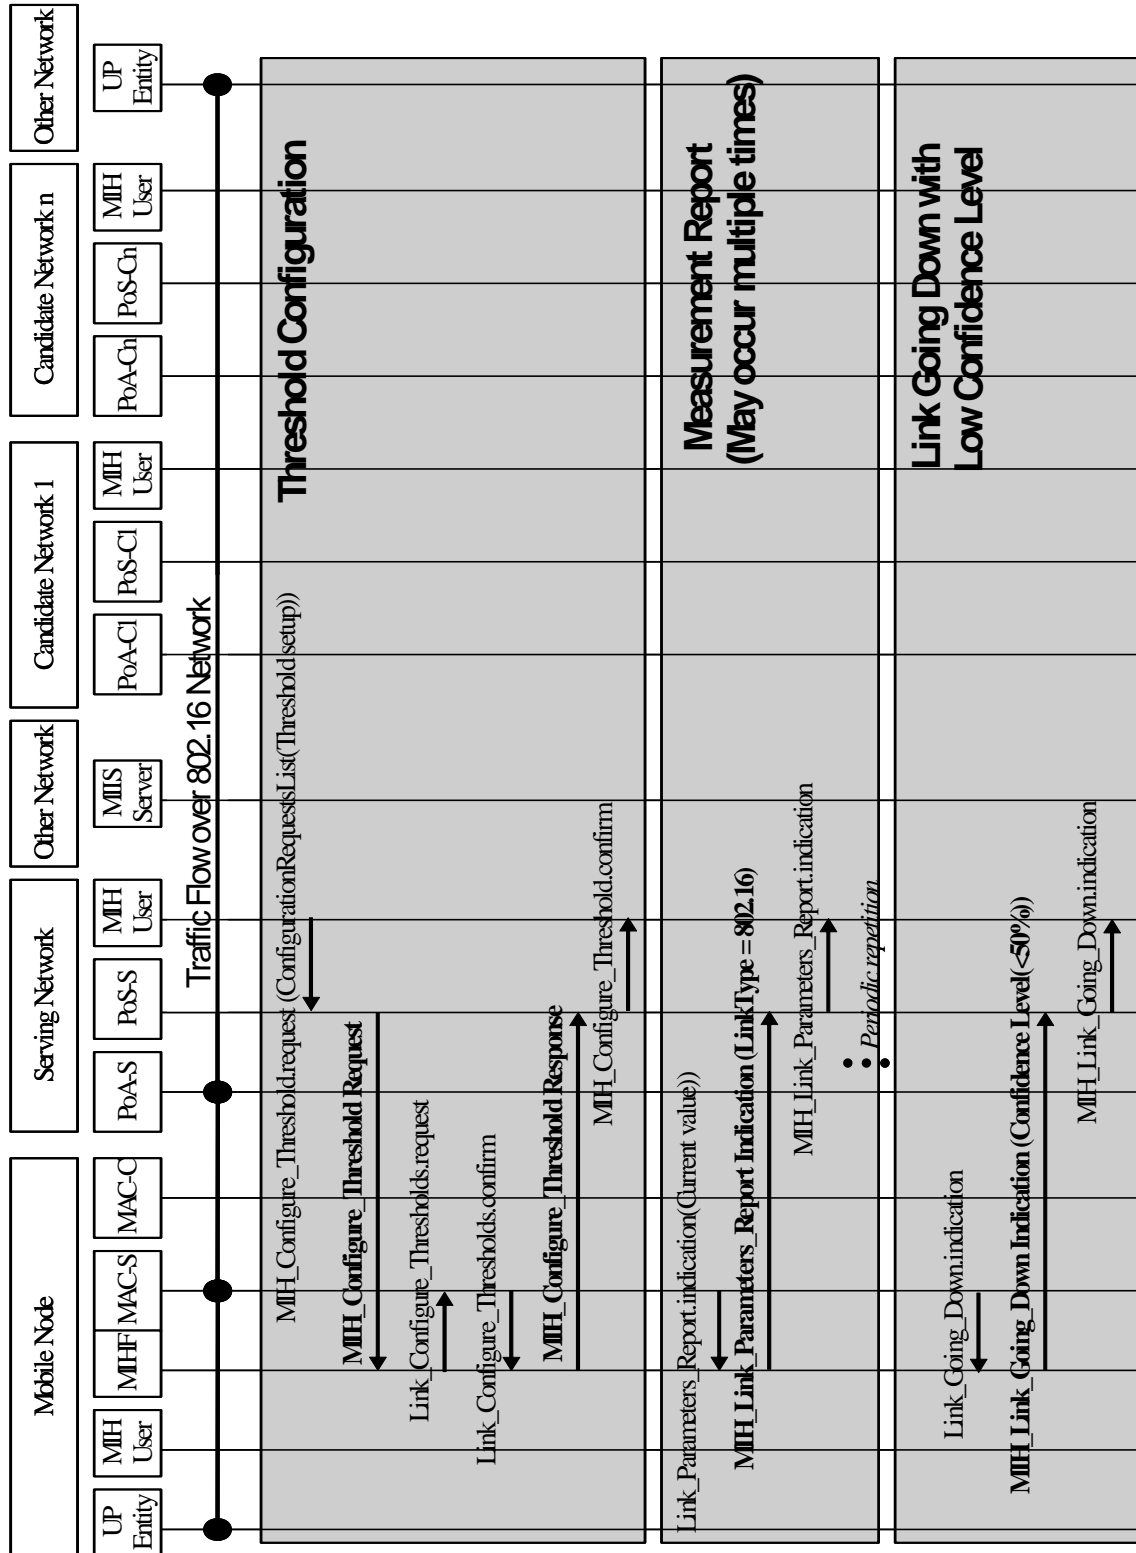 Mobile Node
Serving Network
Other Network
Candidate Network 1
Candidate Network n
Other Network
UP
Entity
MIH
User
MIHF
MAC-S
MAC-C
PoA-S
PoS-S
MIH
User
MIIS
Server
PoA-C1
PoS-C1
MIH
User
PoA-Cn
PoS-Cn
MIH
User
UP
Entity
Traffic Flow over 802.16 Network
Threshold Configuration
MIH_Configure_Threshold.request (ConfigurationRequestsList(Threshold setup))
MIH_Configure_Threshold Request
Link_Configure_Thresholds.request
Link_Configure_Thresholds.confirm
MIH_Configure_Threshold Response
MIH_Configure_Threshold.confirm
Measurement Report
(May occur multiple times)
Link_Parameters_Report.indication(Current value))
MIH_Link_Parameters_Report Indication (LinkType = 802.16)
MIH_Link_Parameters_Report.indication
Periodic repetition
Link Going Down with
Low Confidence Level
Link_Going_Down.indication
MIH_Link_Going_Down Indication (Confidence Level(<50%))
MIH_Link_Going_Down.indication